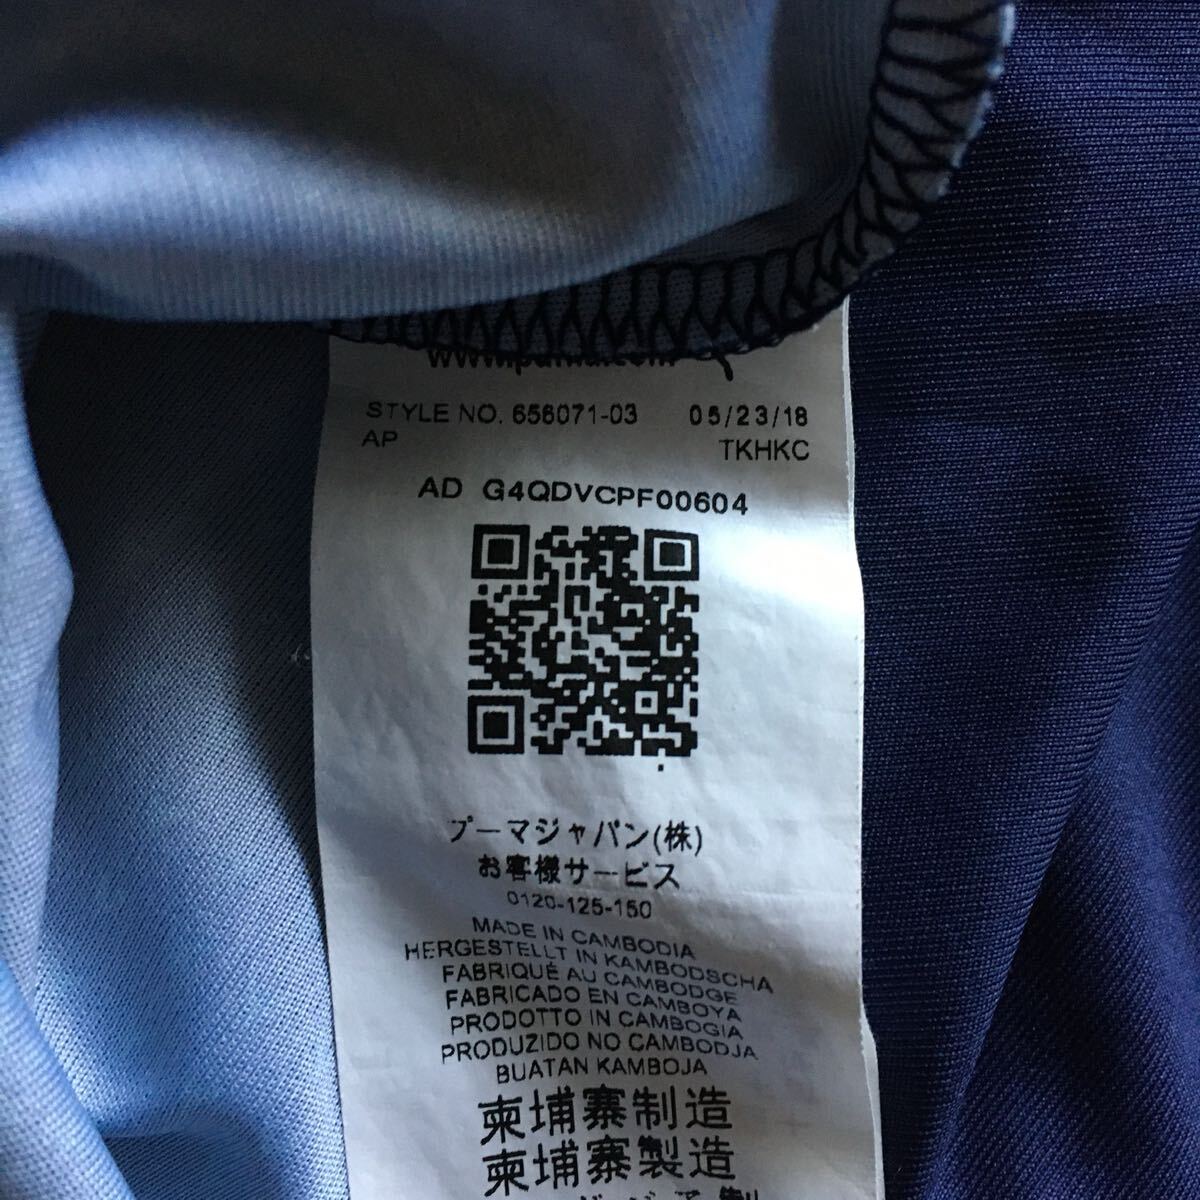 STYLE NO. 656071-03 05/23/18
AP TKHKC
AD G4QDVCPF00604
プーマジャパン(株)
お客様サービス
0120-125-150
MADE IN CAMBODIA
HERGESTELLT IN KAMBODSCHA
FABRIQUÉ AU CAMBODGE
FABRICADO EN CAMBOYA
PRODOTTO IN CAMBOGIA
PRODUZIDO NO CAMBODJA
BUATAN KAMBOJA
柬埔寨制造
柬埔寨製造